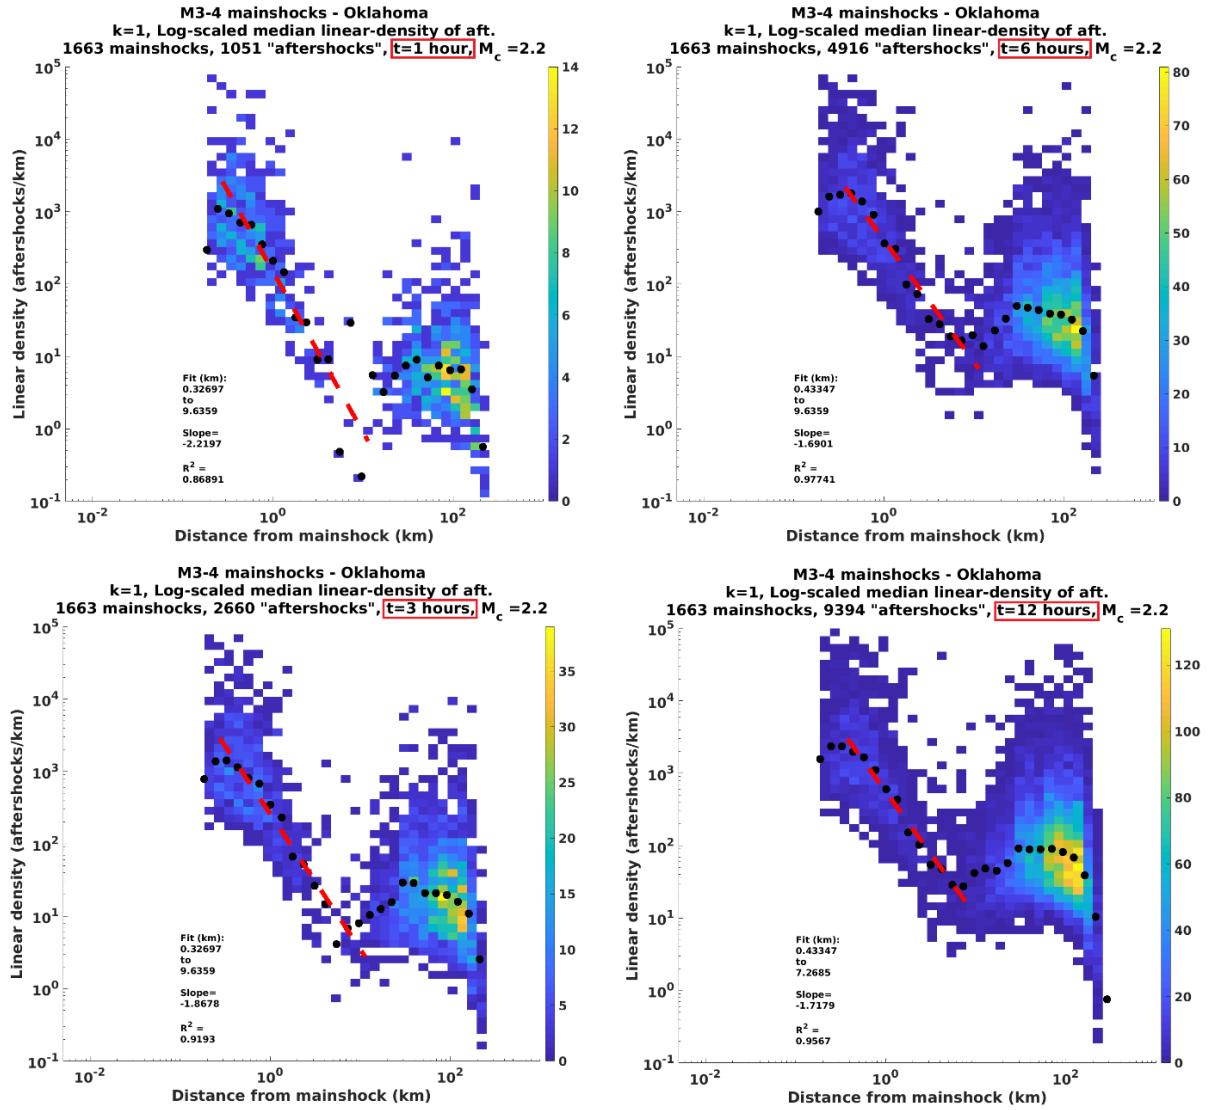 M3-4 mainshocks - Oklahoma
k=1, Log-scaled median linear-density of aft.
1663 mainshocks, 1051 "aftershocks", t=1 hour, Mc =2.2
Linear density (aftershocks/km)
10^5
10^4
10^3
10^2
10^1
10^0
10^-1
Fit (km):
0.32697
to
9.6359
Slope=
-2.2197
R^2 =
0.86891
10^-2
10^0
10^2
Distance from mainshock (km)
14
12
10
8
6
4
2
0
M3-4 mainshocks - Oklahoma
k=1, Log-scaled median linear-density of aft.
1663 mainshocks, 4916 "aftershocks", t=6 hours, Mc =2.2
Linear density (aftershocks/km)
10^5
10^4
10^3
10^2
10^1
10^0
10^-1
Fit (km):
0.43347
to
9.6359
Slope=
-1.6901
R^2 =
0.97741
10^-2
10^0
10^2
Distance from mainshock (km)
80
70
60
50
40
30
20
10
0
M3-4 mainshocks - Oklahoma
k=1, Log-scaled median linear-density of aft.
1663 mainshocks, 2660 "aftershocks", t=3 hours, Mc =2.2
Linear density (aftershocks/km)
10^5
10^4
10^3
10^2
10^1
10^0
10^-1
Fit (km):
0.32697
to
9.6359
Slope=
-1.8678
R^2 =
0.9193
10^-2
10^0
10^2
Distance from mainshock (km)
35
30
25
20
15
10
5
0
M3-4 mainshocks - Oklahoma
k=1, Log-scaled median linear-density of aft.
1663 mainshocks, 9394 "aftershocks", t=12 hours, Mc =2.2
Linear density (aftershocks/km)
10^5
10^4
10^3
10^2
10^1
10^0
10^-1
Fit (km):
0.43347
to
7.2685
Slope=
-1.7179
R^2 =
0.9567
10^-2
10^0
10^2
Distance from mainshock (km)
120
100
80
60
40
20
0